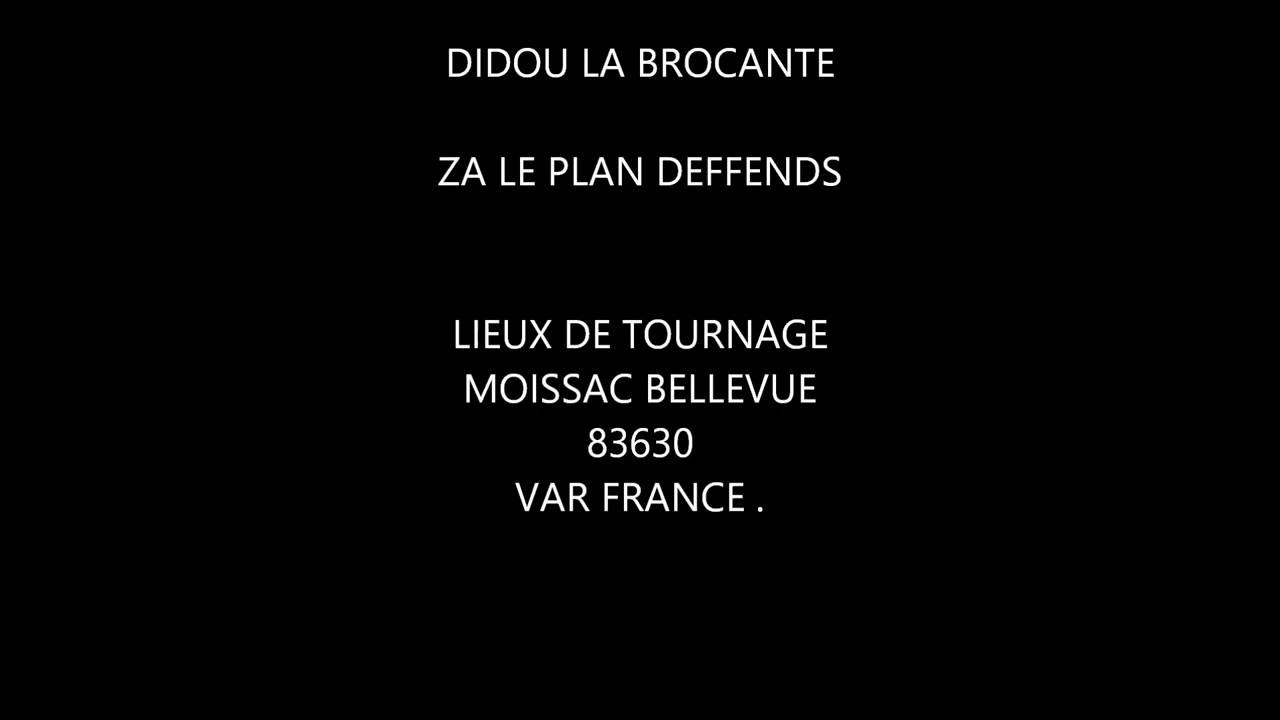 DIDOU LA BROCANTE
ZA LE PLAN DEFFENDS
LIEUX DE TOURNAGE
MOISSAC BELLEVUE
83630
VAR FRANCE .